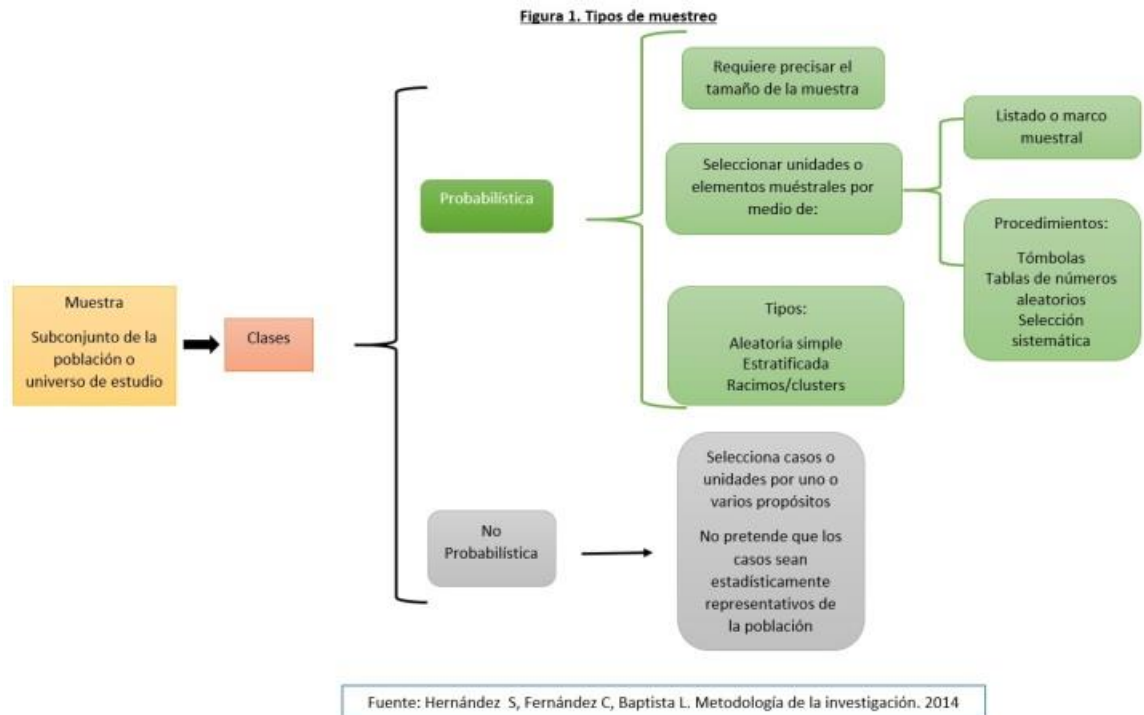 Figura 1. Tipos de muestreo
Requiere precisar el
tamaño de la muestra
Listado o marco
muestral
Seleccionar unidades o
elementos muéstrales por
medio de:
Probabilística
Procedimientos:
Tómbolas
Tablas de números
aleatorios
Selección
sistemática
Muestra
Subconjunto de la
población o
universo de estudio
Clases
Tipos:
Aleatoria simple
Estratificada
Racimos/clusters
Selecciona casos o
unidades por uno o
varios propósitos
No pretende que los
casos sean
estadísticamente
representativos de
la población
No
Probabilística
Fuente: Hernández S, Fernández C, Baptista L. Metodología de la investigación. 2014